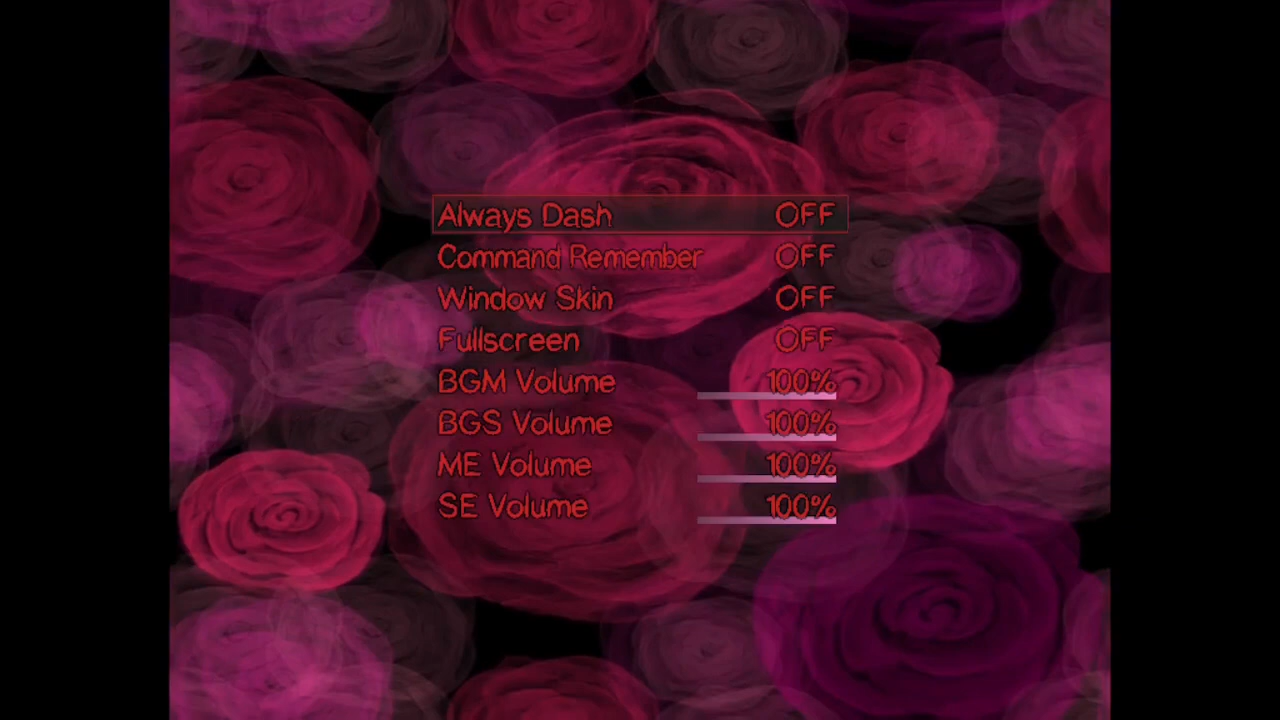 Always Dash OFF
Command Remember OFF
Window Skin OFF
Fullscreen OFF
BGM Volume 100%
BGS Volume 100%
ME Volume 100%
SE Volume 100%